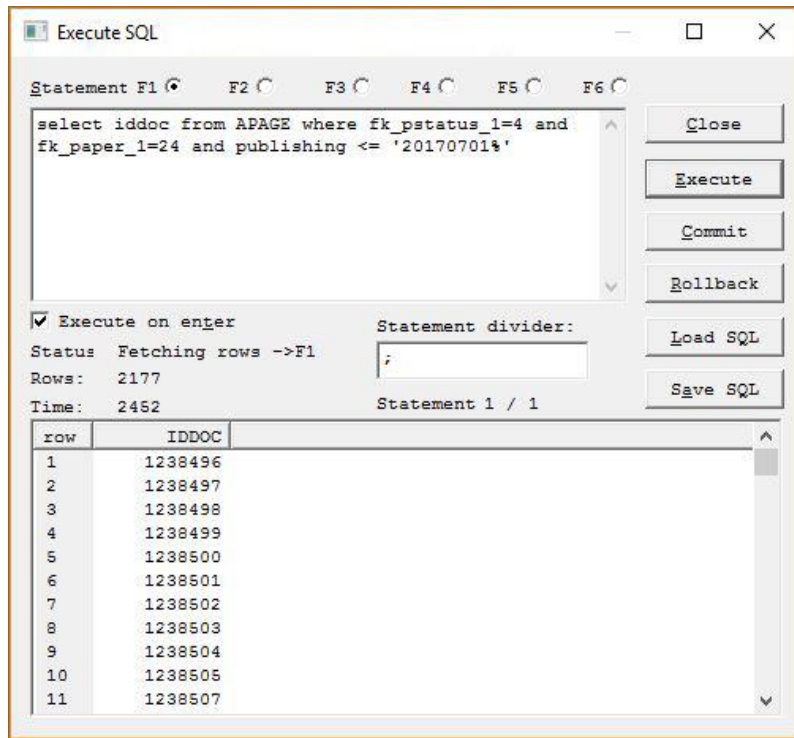 Execute SQL
Statement F1 F2 F3 F4 F5 F6
select iddoc from APAGE where fk_pstatus_1=4 and
fk_paper_1=24 and publishing <= '20170701%'
Close
Execute
Commit
Rollback
Load SQL
Save SQL
Execute on enter
Statement divider:
;
Status Fetching rows ->F1
Rows: 2177
Time: 2452
Statement 1 / 1
row IDDOC
1 1238496
2 1238497
3 1238498
4 1238499
5 1238500
6 1238501
7 1238502
8 1238503
9 1238504
10 1238505
11 1238507